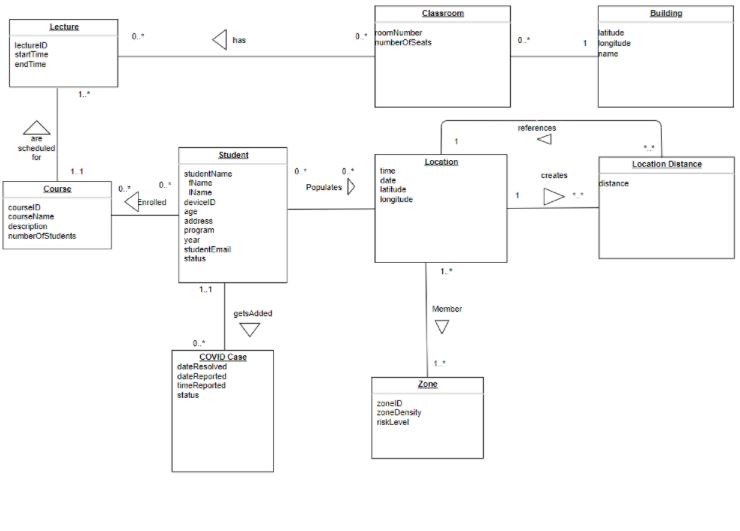 Lecture
lectureID
startTime
endTime
0..*
has
0..*
Classroom
roomNumber
numberOfSeats
0..*
1
Building
latitude
longitude
name
1..*
are
scheduled
for
1..1
Course
courseID
courseName
description
numberOfStudents
0..*
Enrolled
0..*
Student
studentName
fName
lName
deviceID
age
address
program
year
studentEmail
status
0..*
Populates
0..*
Location
time
date
latitude
longitude
1
references
*..*
1
creates
*..*
Location Distance
distance
1..1
getsAdded
0..*
COVID Case
dateResolved
dateReported
timeReported
status
1..*
Member
1..*
Zone
zoneID
zoneDensity
riskLevel